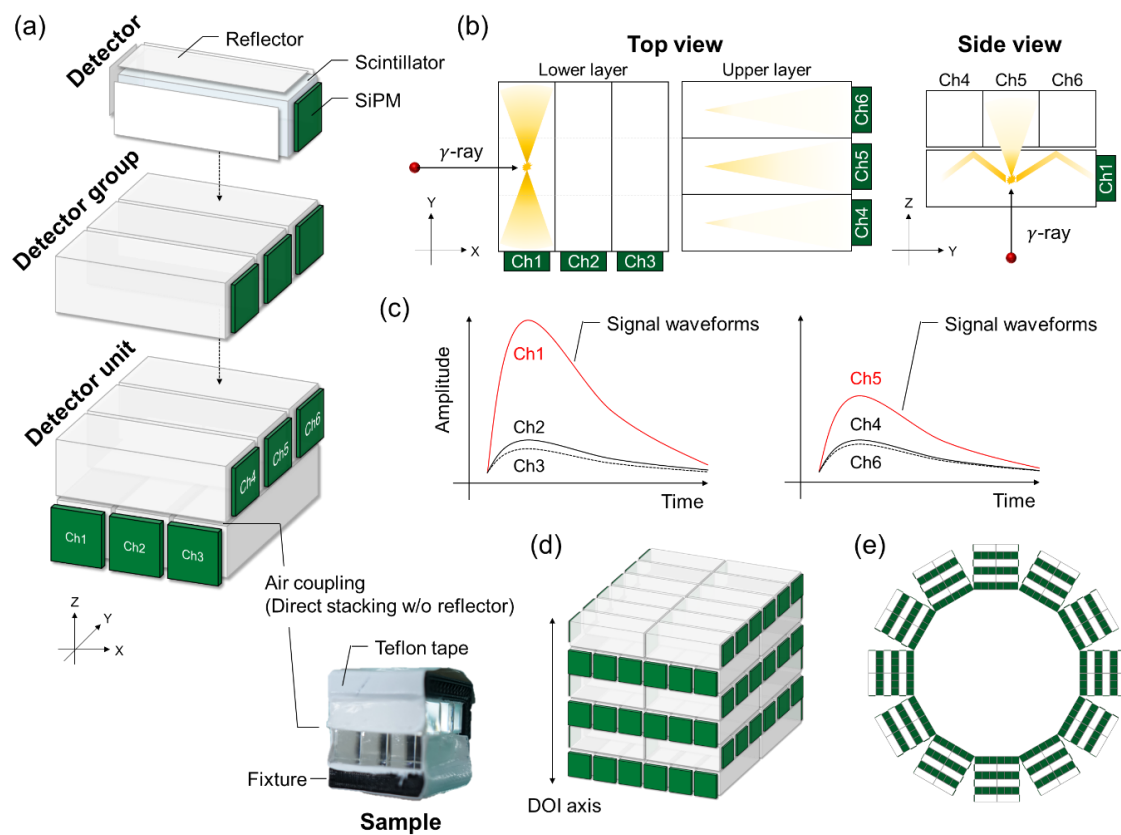 (a)
Detector
Reflector
Scintillator
SiPM
Detector group
Detector unit
Ch4
Ch5
Ch6
Ch1
Ch2
Ch3
Z
Y
X
Air coupling
(Direct stacking w/o reflector)
Teflon tape
Fixture
Sample
(b)
Top view
Lower layer
Upper layer
γ-ray
Y
X
Ch1
Ch2
Ch3
Ch6
Ch5
Ch4
Side view
Ch4
Ch5
Ch6
Ch1
Z
Y
γ-ray
(c)
Amplitude
Ch1
Signal waveforms
Ch2
Ch3
Time
Signal waveforms
Ch5
Ch4
Ch6
Time
(d)
DOI axis
(e)